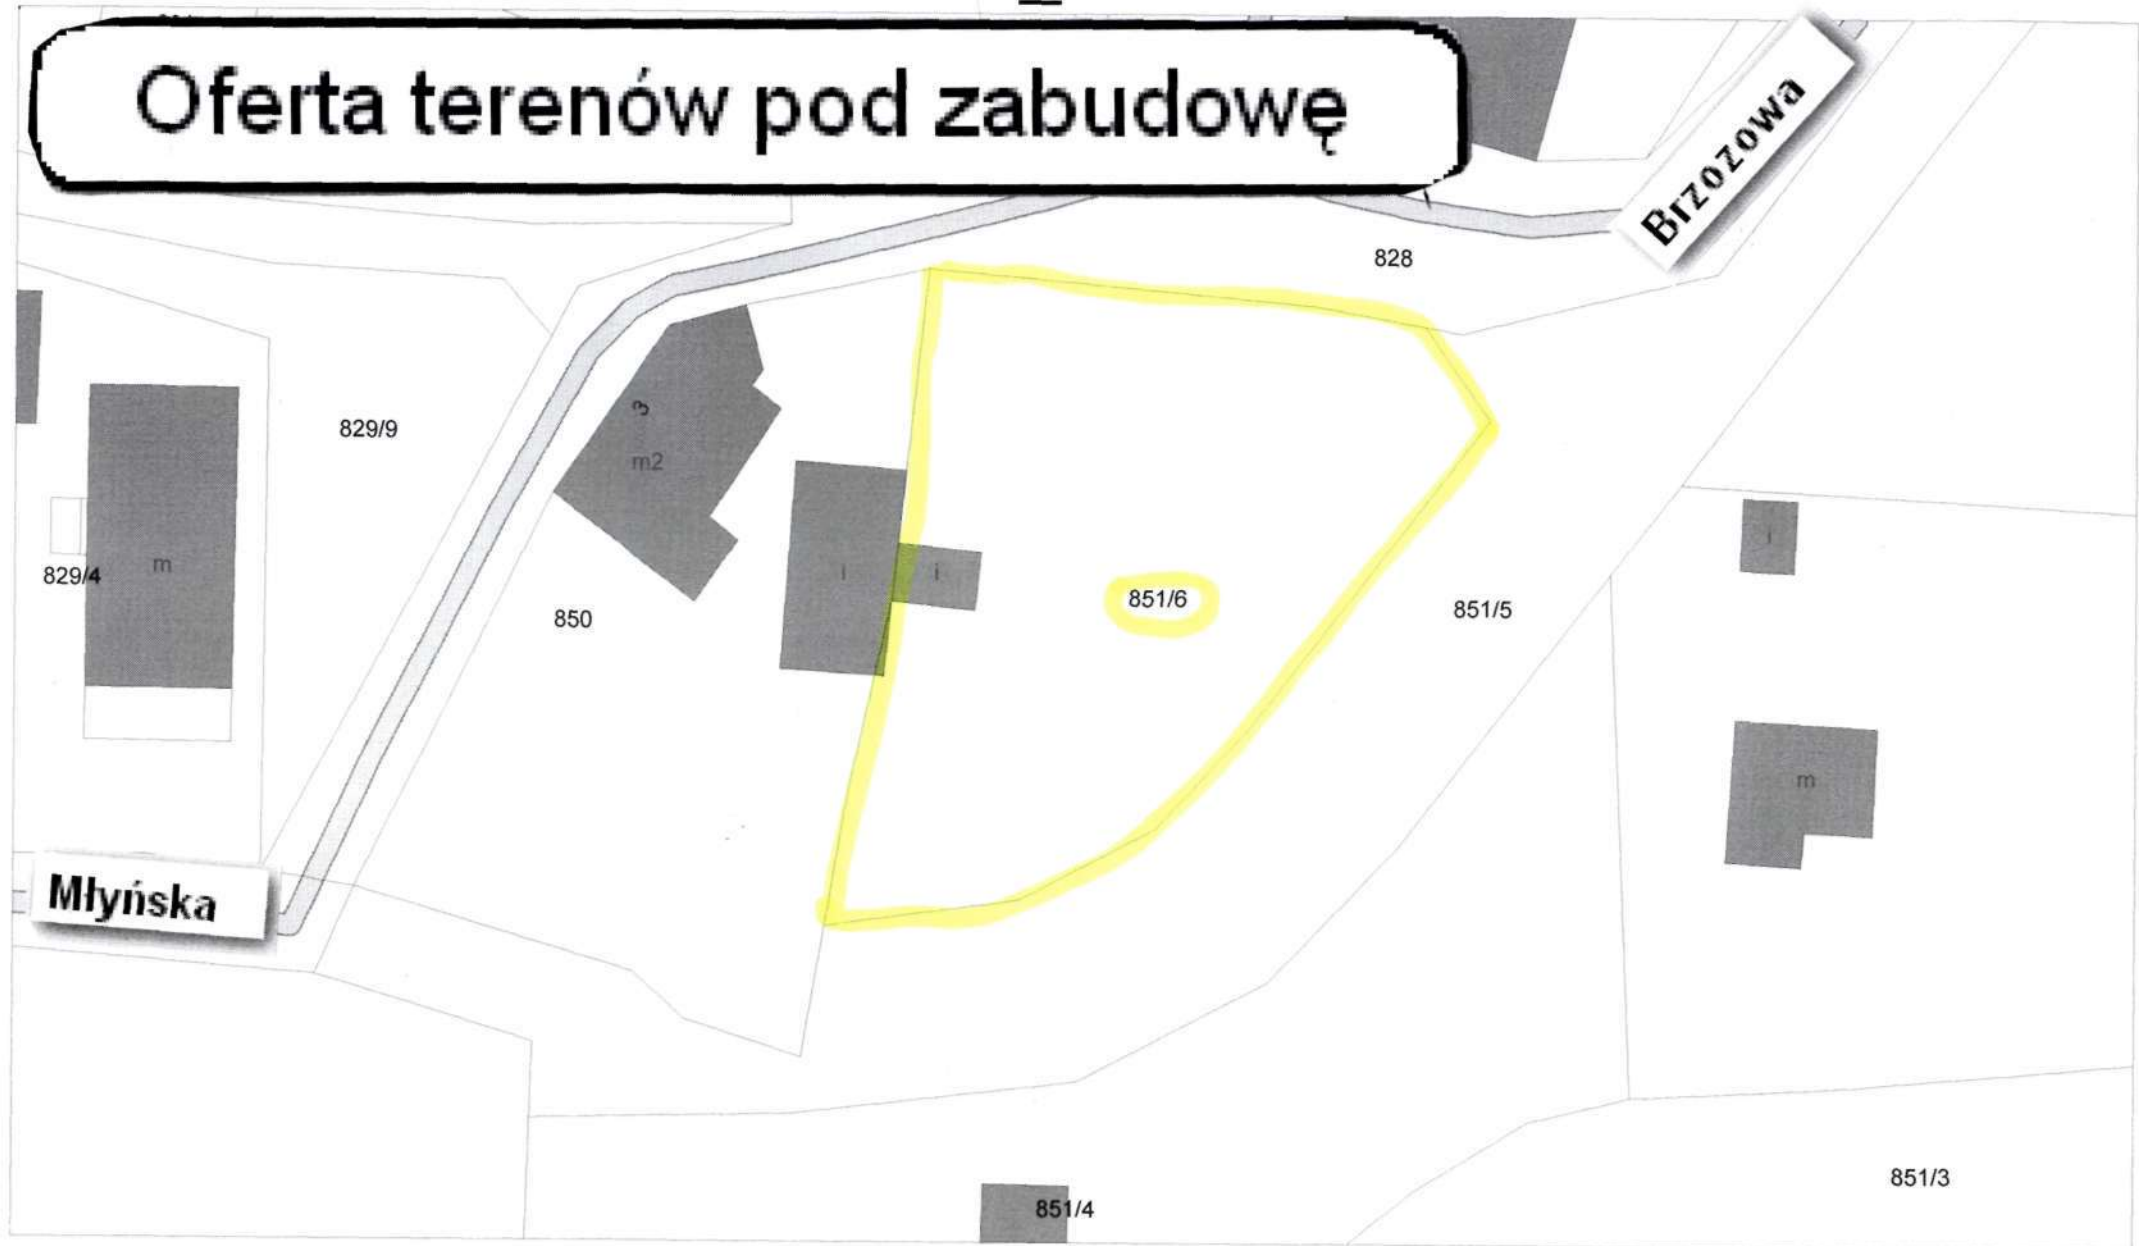 Oferta terenów pod zabudowę
Brzozowa
828
829/9
3
m2
i
829/4
m
i
i
851/6
851/5
850
m
Młyńska
851/3
851/4